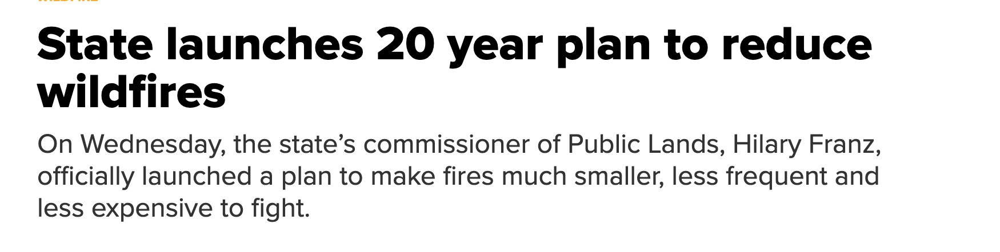 State launches 20 year plan to reduce
wildfires
On Wednesday, the state’s commissioner of Public Lands, Hilary Franz,
officially launched a plan to make fires much smaller, less frequent and
less expensive to fight.